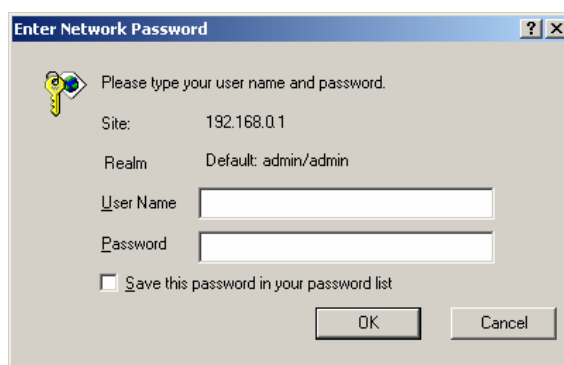 Enter Network Password
Please type your user name and password.
Site: 192.168.0.1
Realm Default: admin/admin
User Name
Password
Save this password in your password list
OK Cancel